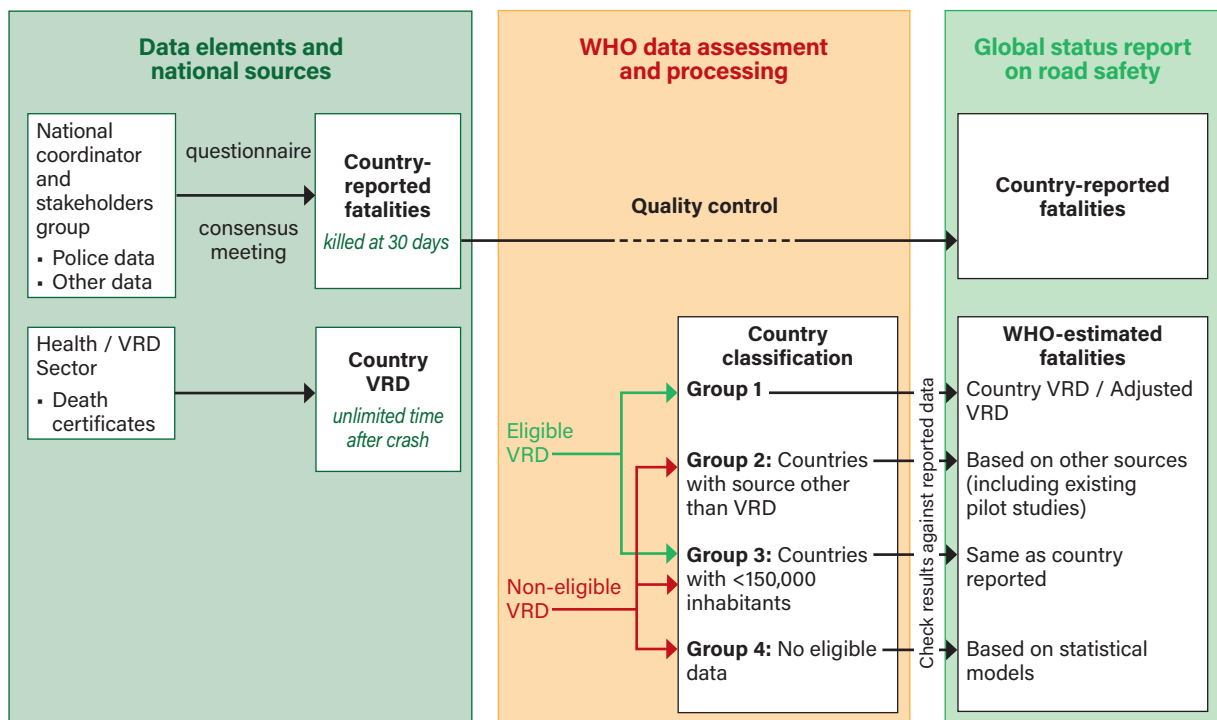 Data elements and
national sources
National
coordinator
and
stakeholders
group
▪ Police data
▪ Other data
questionnaire
consensus
meeting
Country-
reported
fatalities
killed at 30 days
Health / VRD
Sector
▪ Death
certificates
Country
VRD
unlimited time
after crash
WHO data assessment
and processing
Quality control
Eligible
VRD
Non-eligible
VRD
Country
classification
Group 1
Group 2: Countries
with source other
than VRD
Group 3: Countries
with <150,000
inhabitants
Group 4: No eligible
data
Check results against reported data
Global status report
on road safety
Country-reported
fatalities
WHO-estimated
fatalities
Country VRD / Adjusted
VRD
Based on other sources
(including existing
pilot studies)
Same as country
reported
Based on statistical
models